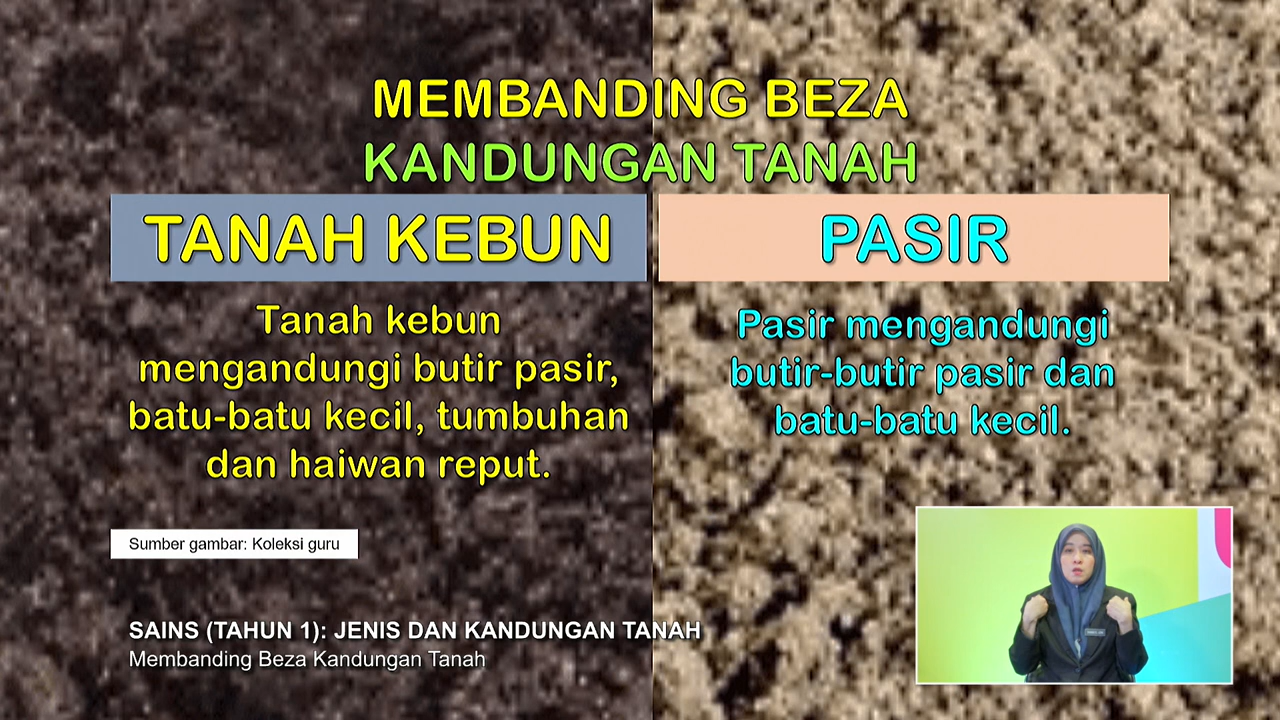 MEMBANDING BEZA
KANDUNGAN TANAH
TANAH KEBUN
Tanah kebun
mengandungi butir pasir,
batu-batu kecil, tumbuhan
dan haiwan reput.
PASIR
Pasir mengandungi
butir-butir pasir dan
batu-batu kecil.
Sumber gambar: Koleksi guru
SAINS (TAHUN 1): JENIS DAN KANDUNGAN TANAH
Membanding Beza Kandungan Tanah